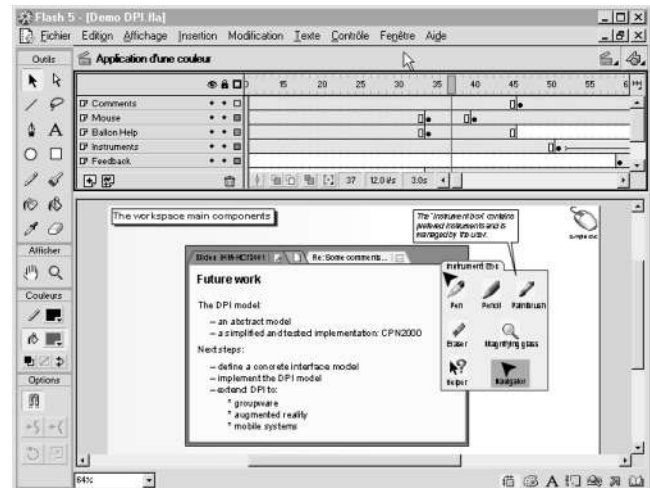 Flash 5 - [Demo DPI.fla]
Fichier Edition Affichage Insertion Modification Texte Contrôle Fenêtre Aide
Outils
Application d'une couleur
15 20 25 30 35 40 45 50 55 6
Comments
Mouse
Ballon Help
Instruments
Feedback
37 12.0 i/s 3.0s
Afficher
Couleurs
Options
The workspace main components
The "instrument box" contains
preferred instruments and is
managed by the user.
Re: Some comments...
Future work
The DPI model:
– an abstract model
– a simplified and tested implementation: CPN2000
Next steps:
– define a concrete interface model
– implement the DPI model
– extend DPI to:
* groupware
* augmented reality
* mobile systems
Instrument Box
Pen Pencil Paintbrush
Eraser Magnifying glass
Helper Navigator
64%